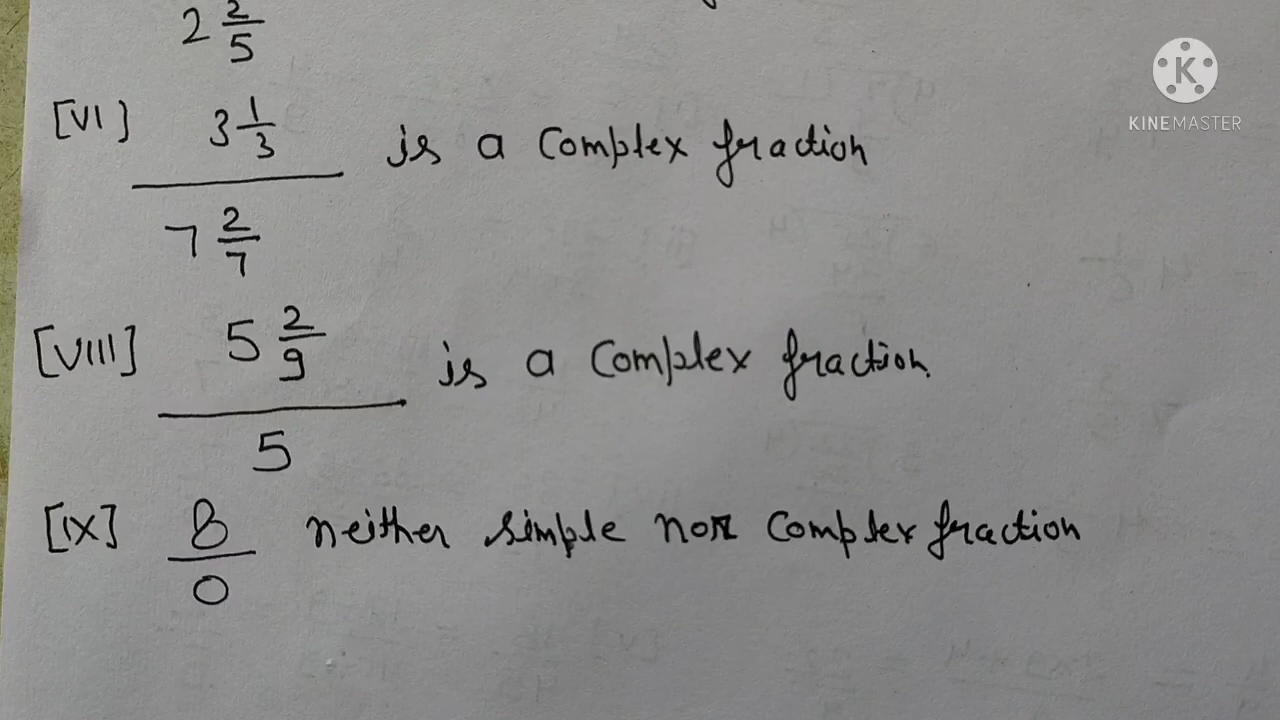 2 2/5
[VI] 3 1/3 is a complex fraction
7 2/7
[VIII] 5 2/9 is a complex fraction.
5
[IX] 8 neither simple nor complex fraction
0
KINEMASTER